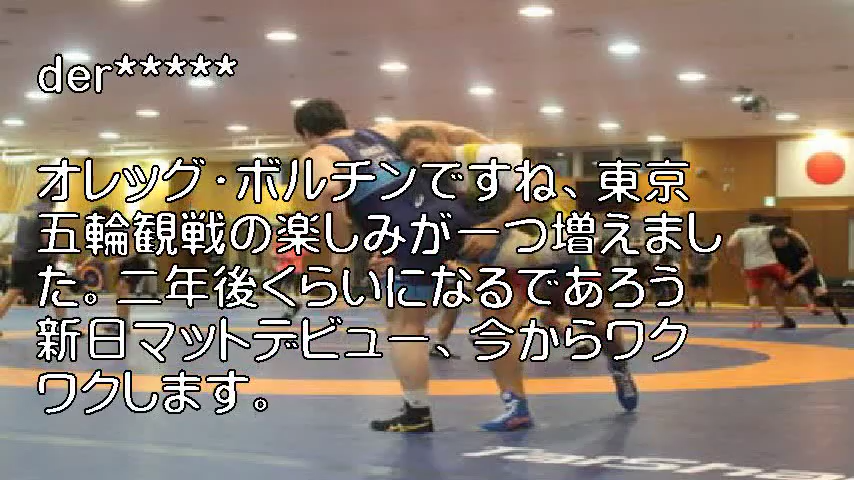 der*****
オレッグ・ボルチンですね、東京
五輪観戦の楽しみが一つ増えまし
た。二年後くらいになるであろう
新日マットデビュー、今からワク
ワクします。